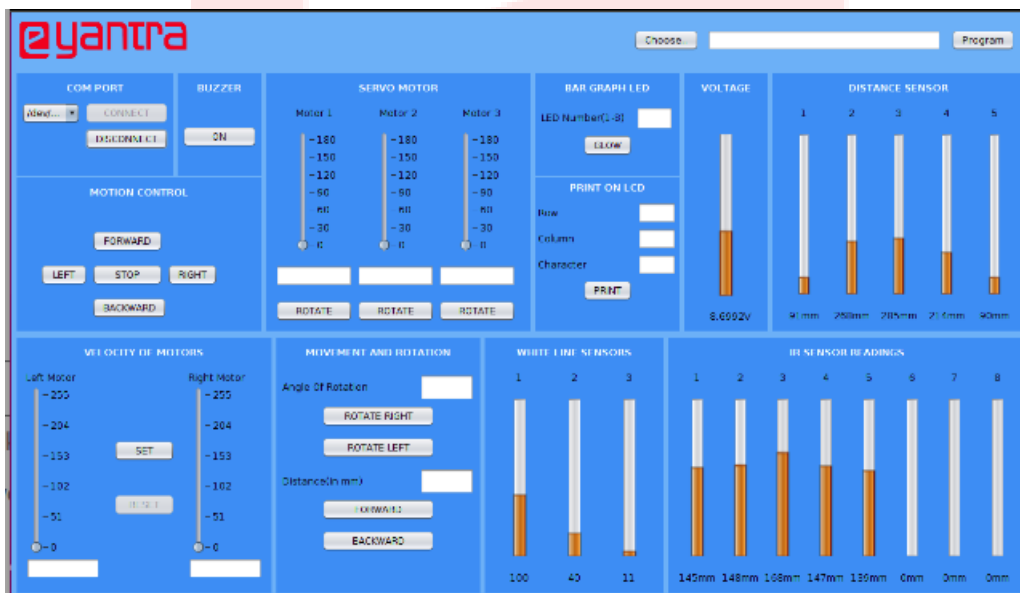 eyantra
Choose.. Program
COM PORT
CONNECT
DISCONNECT
BUZZER
ON
SERVO MOTOR
Motor 1 Motor 2 Motor 3
180 180 180
150 150 150
120 120 120
90 90 90
60 60 60
30 30 30
0 0 0
ROTATE ROTATE ROTATE
BAR GRAPH LED
LED Number(1-8)
GLOW
PRINT ON LCD
Row
Column
Character
PRINT
VOLTAGE
8.6992V
DISTANCE SENSOR
1 2 3 4 5
91mm 268mm 285mm 90mm
MOTION CONTROL
FORWARD
LEFT STOP RIGHT
BACKWARD
VELOCITY OF MOTORS
Left Motor Right Motor
255 255
204 204
153 153
102 102
51 51
0 0
SET
RESET
MOVEMENT AND ROTATION
Angle Of Rotation
ROTATE RIGHT
ROTATE LEFT
Distance(in mm)
FORWARD
BACKWARD
WHITE LINE SENSORS
1 2 3
100 40 11
IR SENSOR READINGS
1 2 3 4 5 6 7 8
145mm 148mm 168mm 147mm 139mm 0mm 0mm 0mm